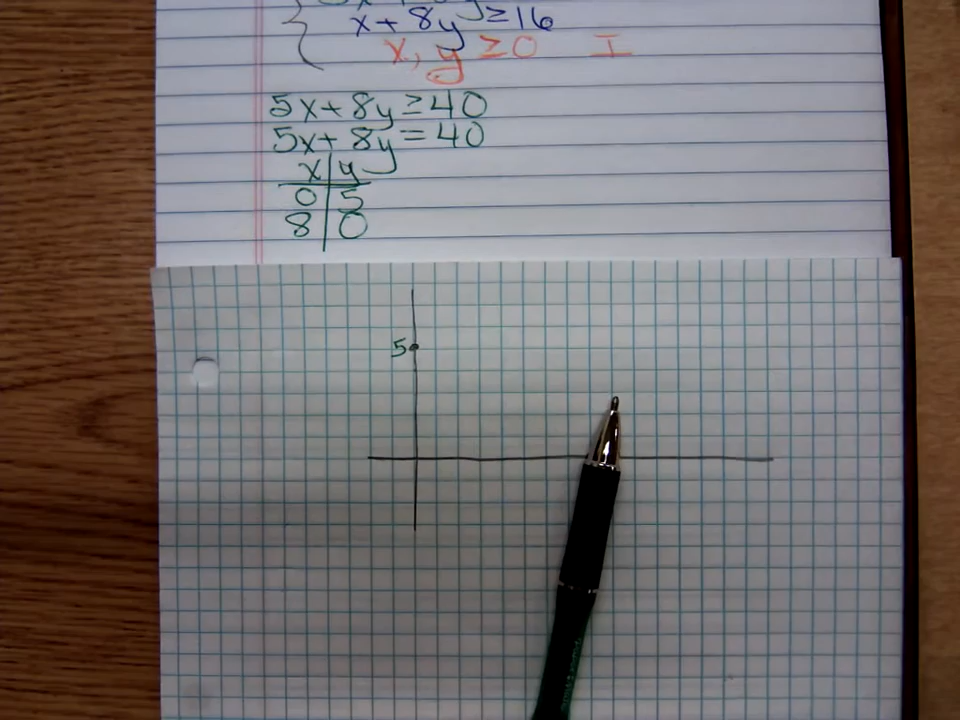 x + 8y ≥ 16
x, y ≥ 0 I
5x + 8y ≥ 40
5x + 8y = 40
x | y
0 | 5
8 | 0
5